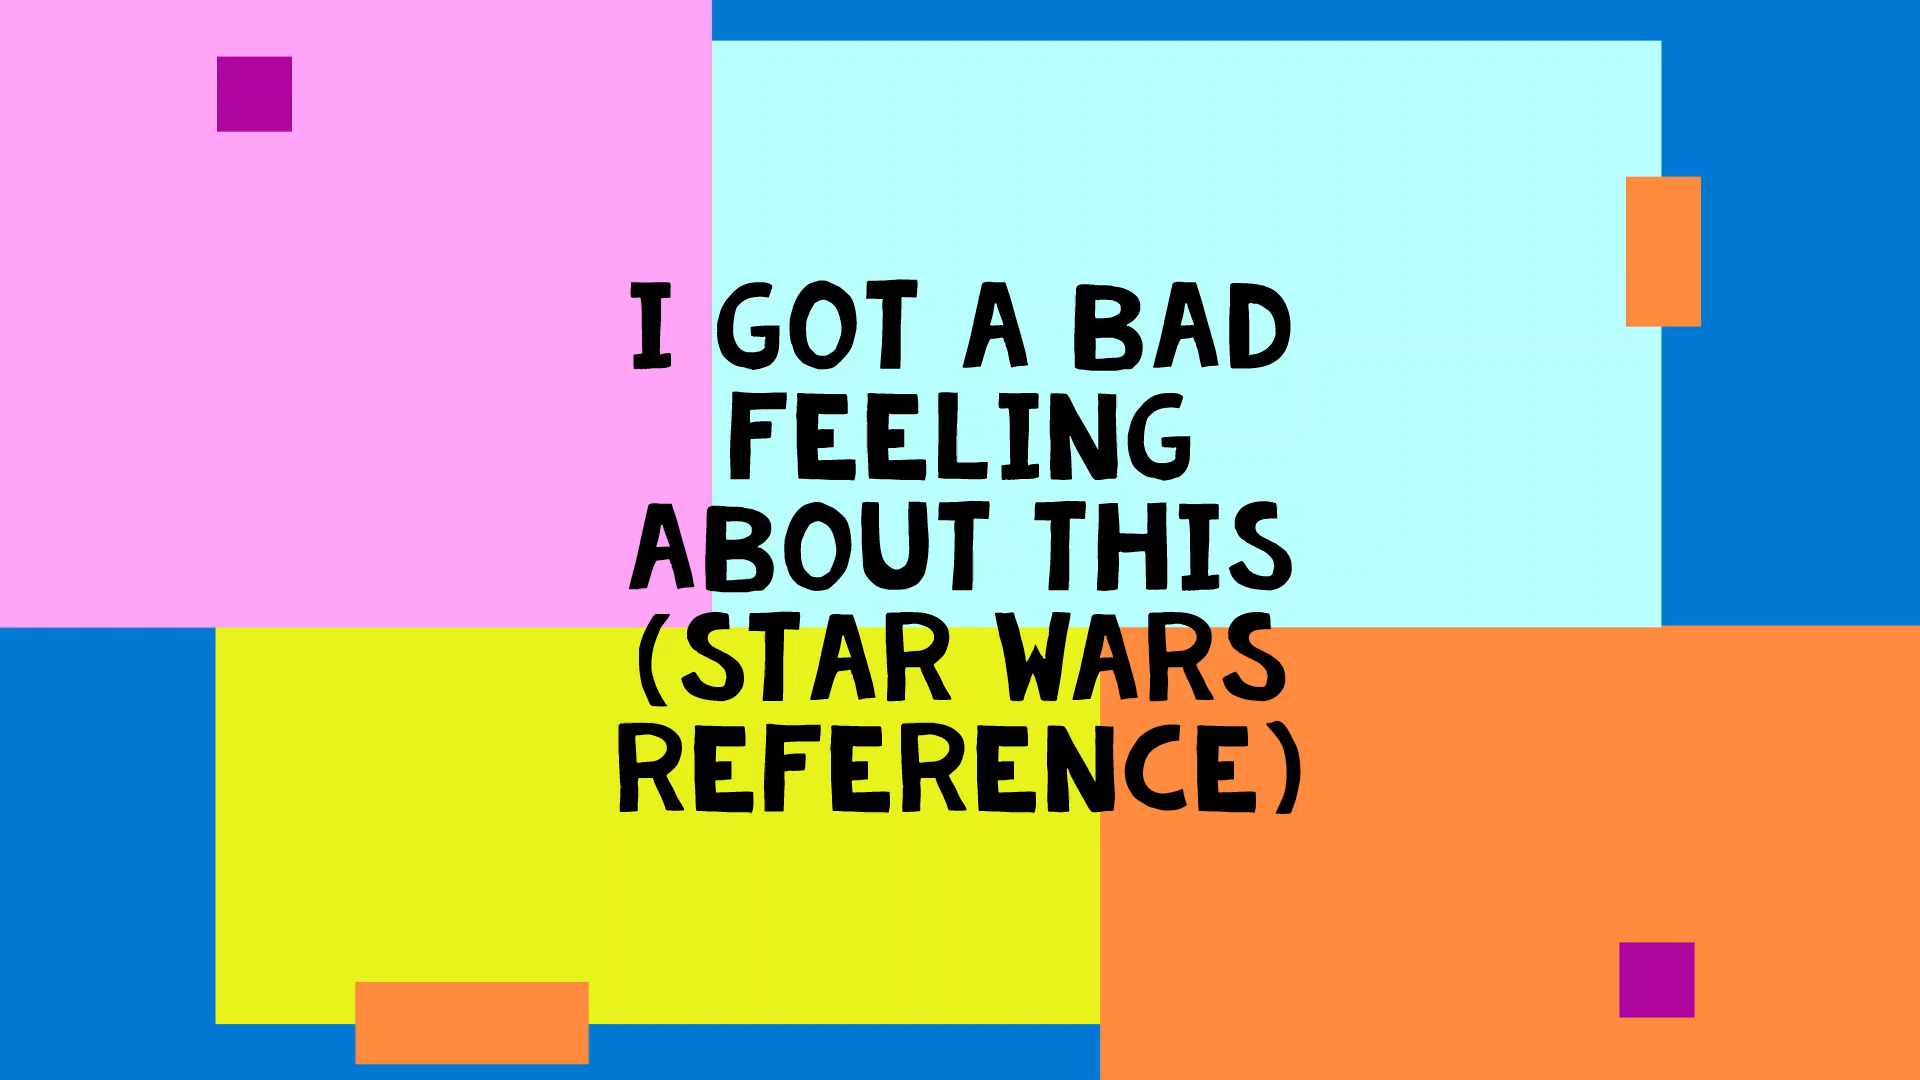 I GOT A BAD
FEELING
ABOUT THIS
(STAR WARS
REFERENCE)